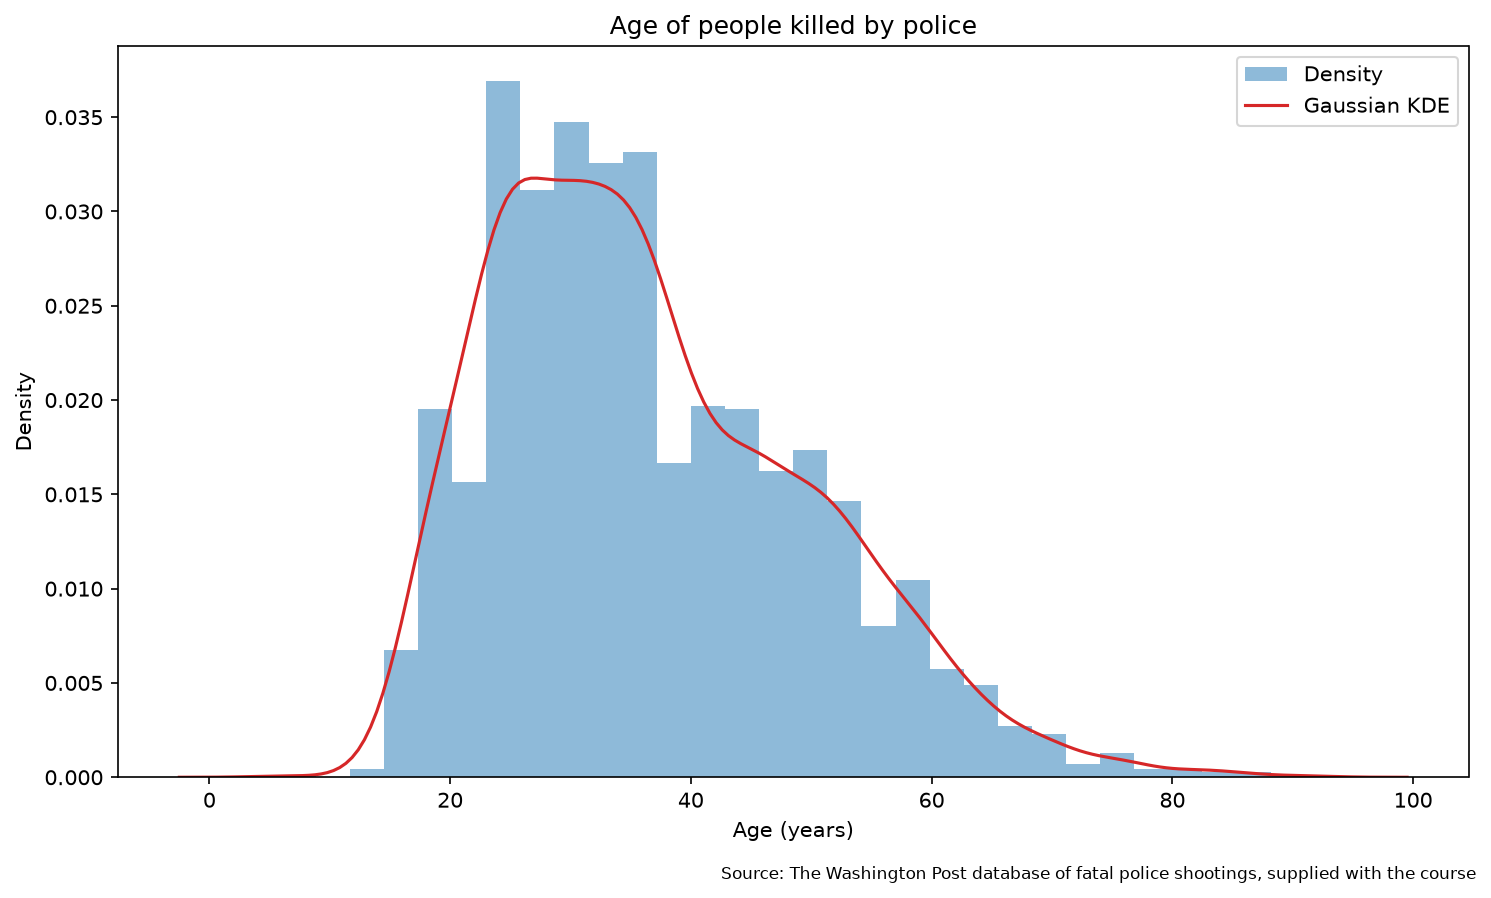 Age of people killed by police
Density
Gaussian KDE
0.035
0.030
0.025
0.020
0.015
0.010
0.005
0.000
Density
0 20 40 60 80 100
Age (years)
Source: The Washington Post database of fatal police shootings, supplied with the course